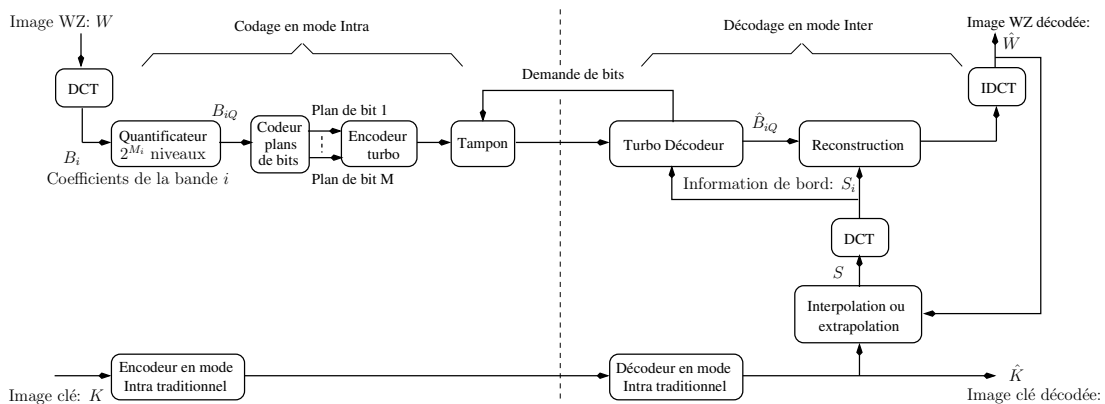 Image WZ: W
Codage en mode Intra
Décodage en mode Inter
Image WZ décodée:
Ŵ
DCT
Demande de bits
IDCT
B_{iQ}
Plan de bit 1
B̂_{iQ}
Quantificateur
2^{M_i} niveaux
Codeur
plans
de bits
Encodeur
turbo
Tampon
Turbo Décodeur
Reconstruction
B_i
Coefficients de la bande i
Plan de bit M
Information de bord: S_i
DCT
S
Interpolation ou
extrapolation
Encodeur en mode
Intra traditionnel
Décodeur en mode
Intra traditionnel
Image clé: K
K̂
Image clé décodée: